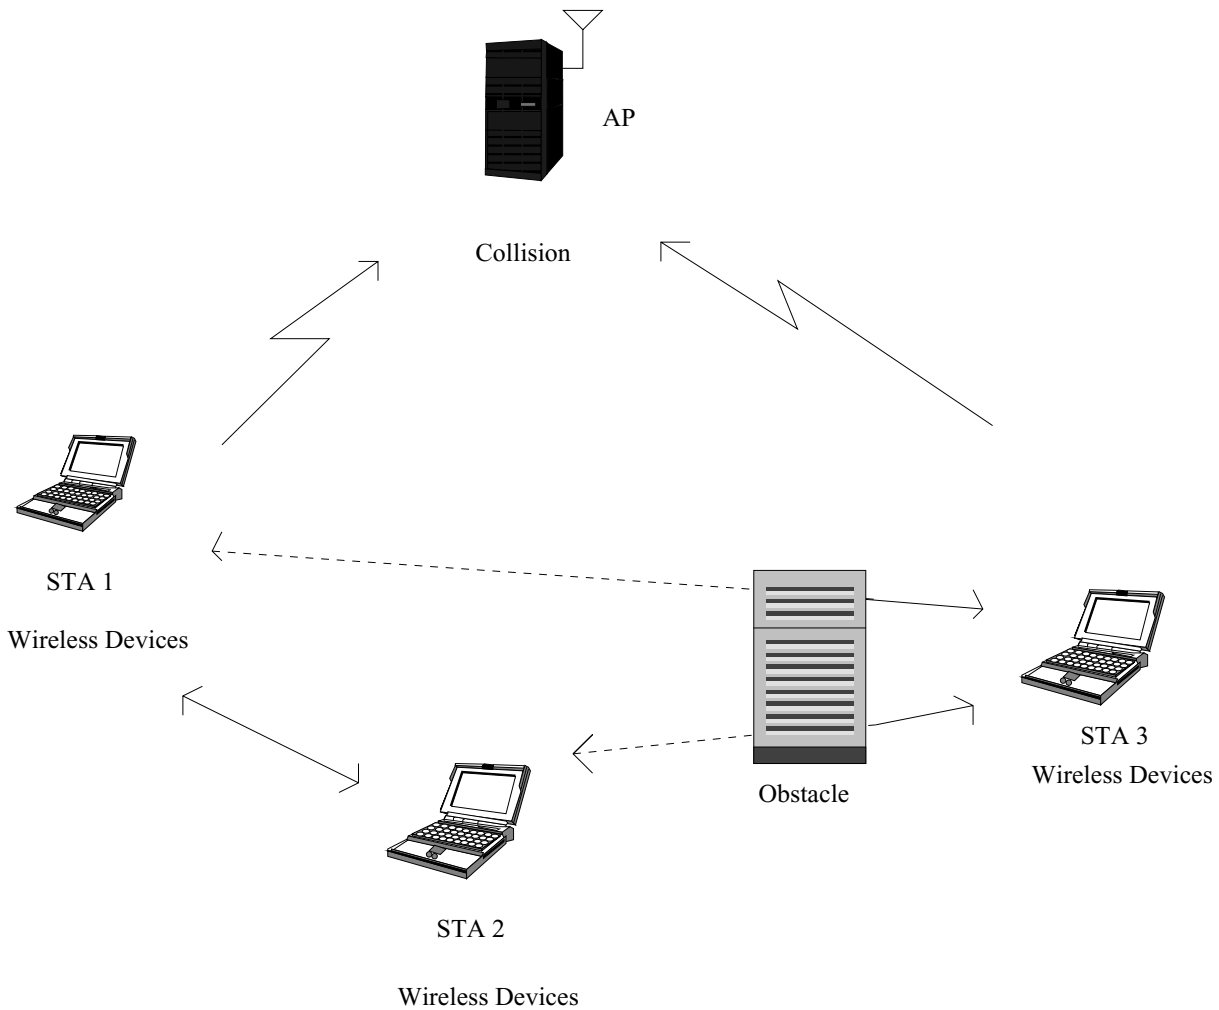 AP
Collision
STA 1
Wireless Devices
STA 3
Wireless Devices
Obstacle
STA 2
Wireless Devices